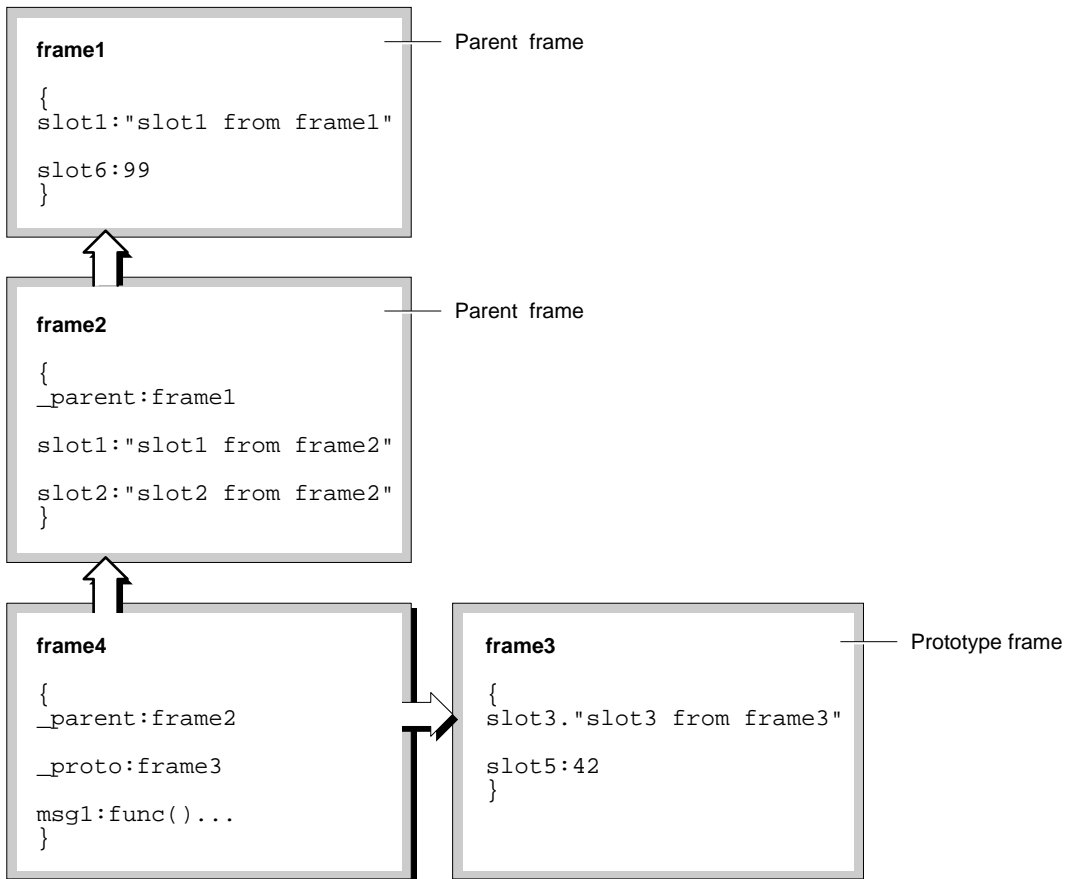 frame1
Parent frame
{
slot1:"slot1 from frame1"
slot6:99
}
frame2
Parent frame
{
_parent:frame1
slot1:"slot1 from frame2"
slot2:"slot2 from frame2"
}
frame4
{
_parent:frame2
_proto:frame3
msg1:func()...
}
frame3
Prototype frame
{
slot3."slot3 from frame3"
slot5:42
}